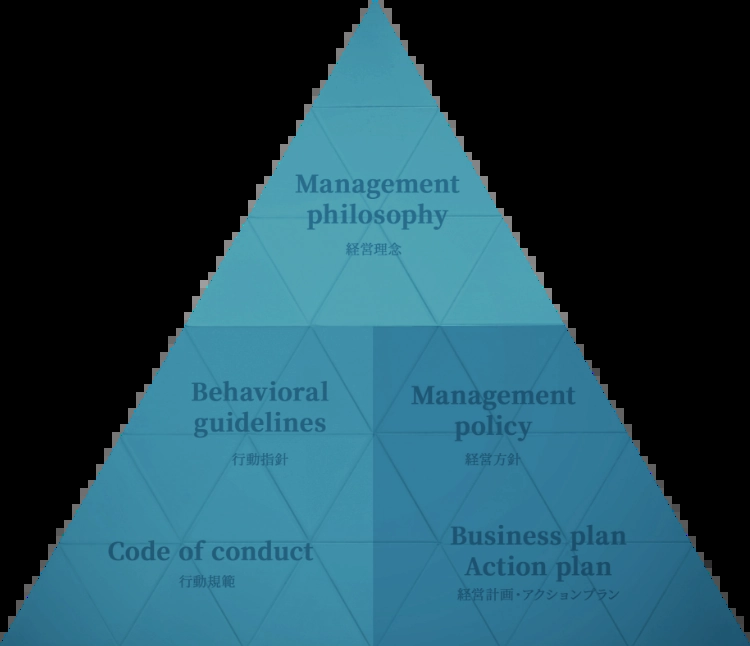 Management
philosophy
経営理念
Behavioral
guidelines
行動指針
Management
policy
経営方針
Code of conduct
行動規範
Business plan
Action plan
経営計画・アクションプラン